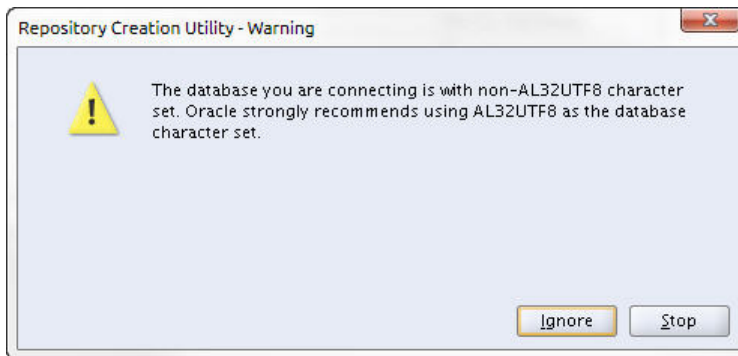 Repository Creation Utility - Warning
The database you are connecting is with non-AL32UTF8 character
set. Oracle strongly recommends using AL32UTF8 as the database
character set.
Ignore
Stop